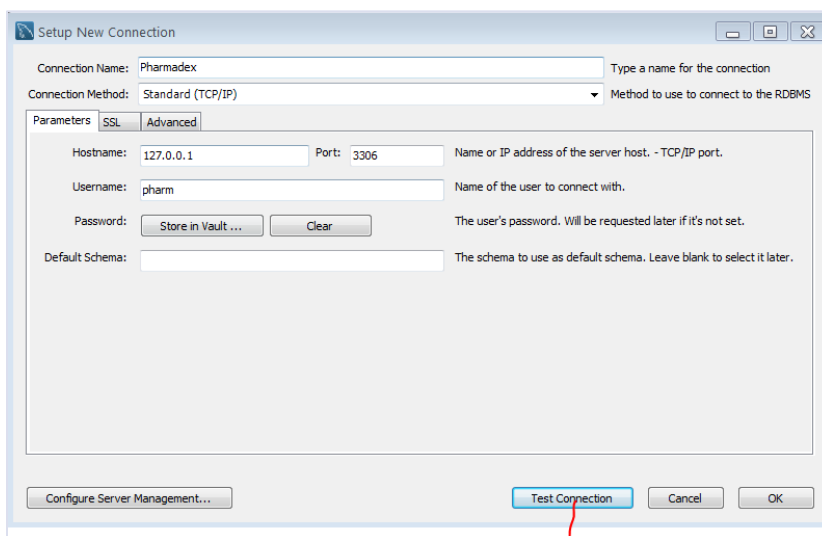 Setup New Connection
Connection Name: Pharmadex Type a name for the connection
Connection Method: Standard (TCP/IP) Method to use to connect to the RDBMS
Parameters SSL Advanced
Hostname: 127.0.0.1 Port: 3306 Name or IP address of the server host. - TCP/IP port.
Username: pharm Name of the user to connect with.
Password: Store in Vault ... Clear The user's password. Will be requested later if it's not set.
Default Schema: The schema to use as default schema. Leave blank to select it later.
Configure Server Management... Test Connection Cancel OK